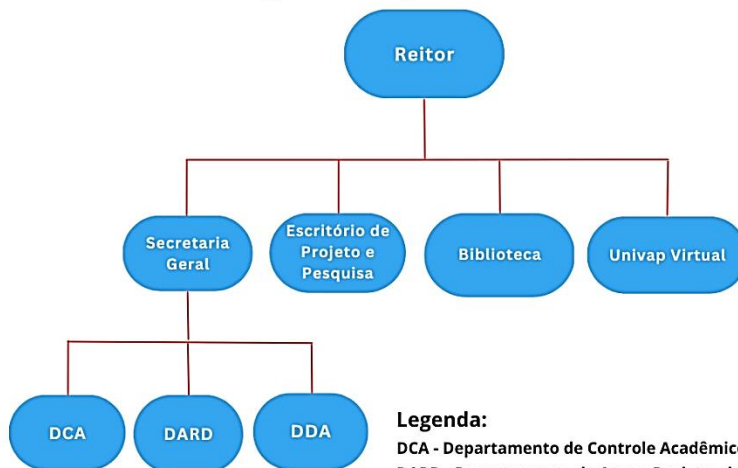 Reitor
Secretaria
Geral
Escritório de
Projeto e
Pesquisa
Biblioteca
Univap Virtual
DCA
DARD
DDA
Legenda:
DCA - Departamento de Controle Acadêmico